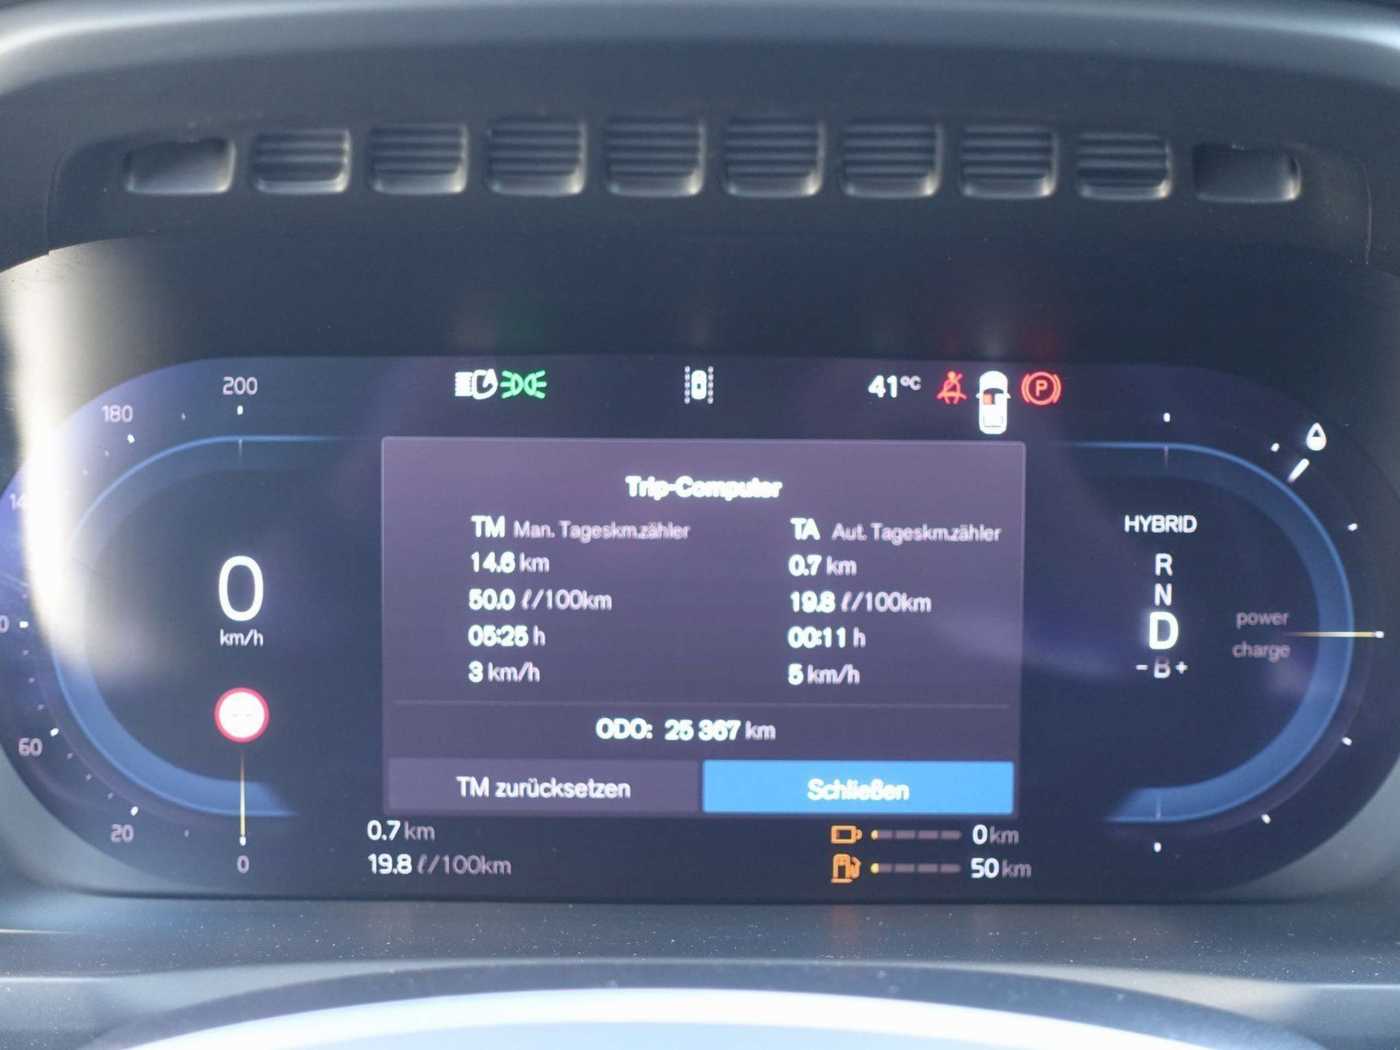 200
180
41°C
P
Trip-Computer
TM Man. Tageskm.zähler
TA Aut. Tageskm.zähler
14.6 km
0.7 km
50.0 ℓ/100km
19.8 ℓ/100km
05:25 h
00:11 h
3 km/h
5 km/h
ODO: 25 367 km
TM zurücksetzen
Schließen
0
km/h
HYBRID
R
N
D
- B +
power
charge
60
20
0
0.7 km
19.8 ℓ/100km
0 km
50 km